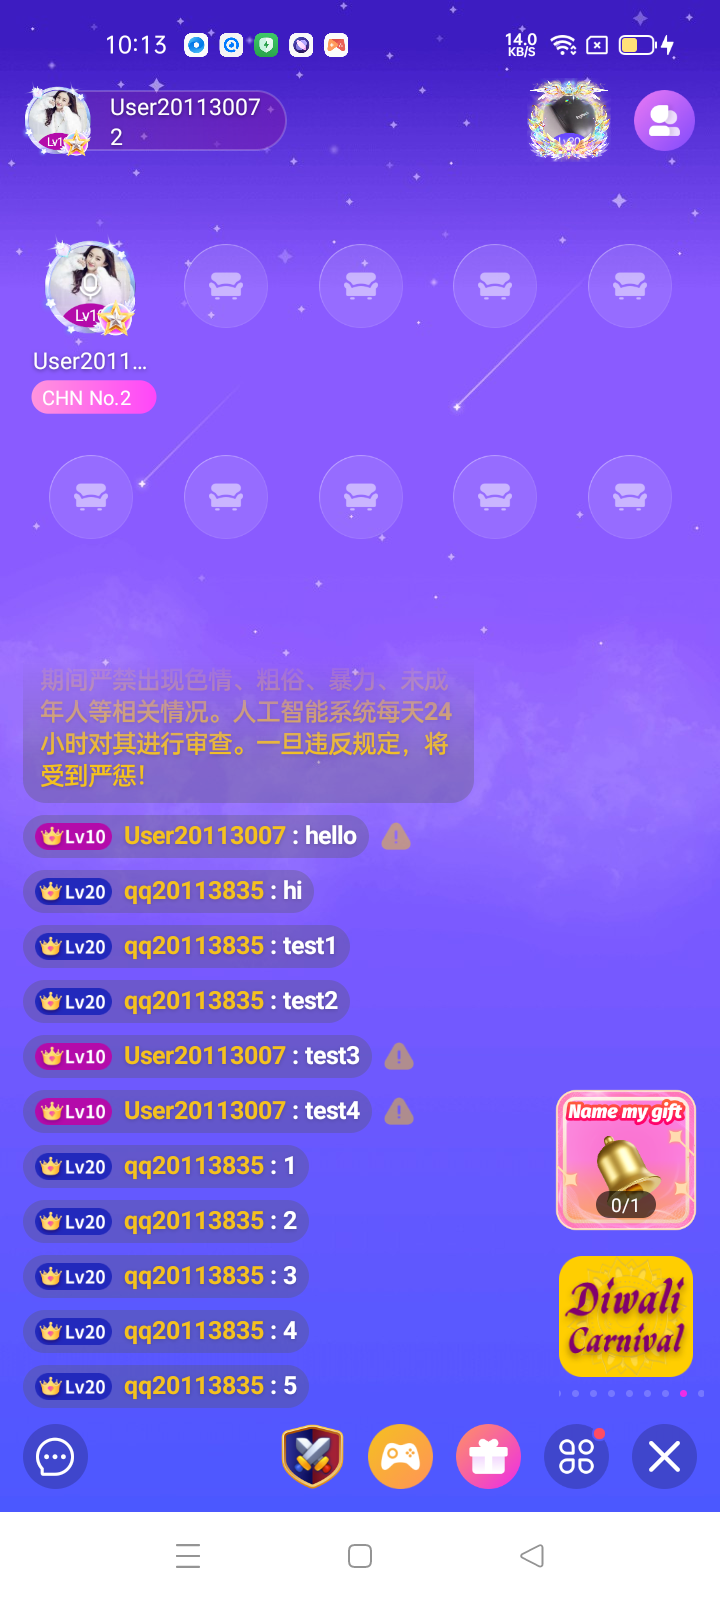 10:13
14.0
KB/S
User20113007
2
Lv1
Lv20
Lv10
User2011...
CHN No.2
期间严禁出现色情、粗俗、暴力、未成
年人等相关情况。人工智能系统每天24
小时对其进行审查。一旦违反规定，将
受到严惩！
Lv10 User20113007 : hello
Lv20 qq20113835 : hi
Lv20 qq20113835 : test1
Lv20 qq20113835 : test2
Lv10 User20113007 : test3
Lv10 User20113007 : test4
Lv20 qq20113835 : 1
Lv20 qq20113835 : 2
Lv20 qq20113835 : 3
Lv20 qq20113835 : 4
Lv20 qq20113835 : 5
Name my gift
0/1
Diwali
Carnival